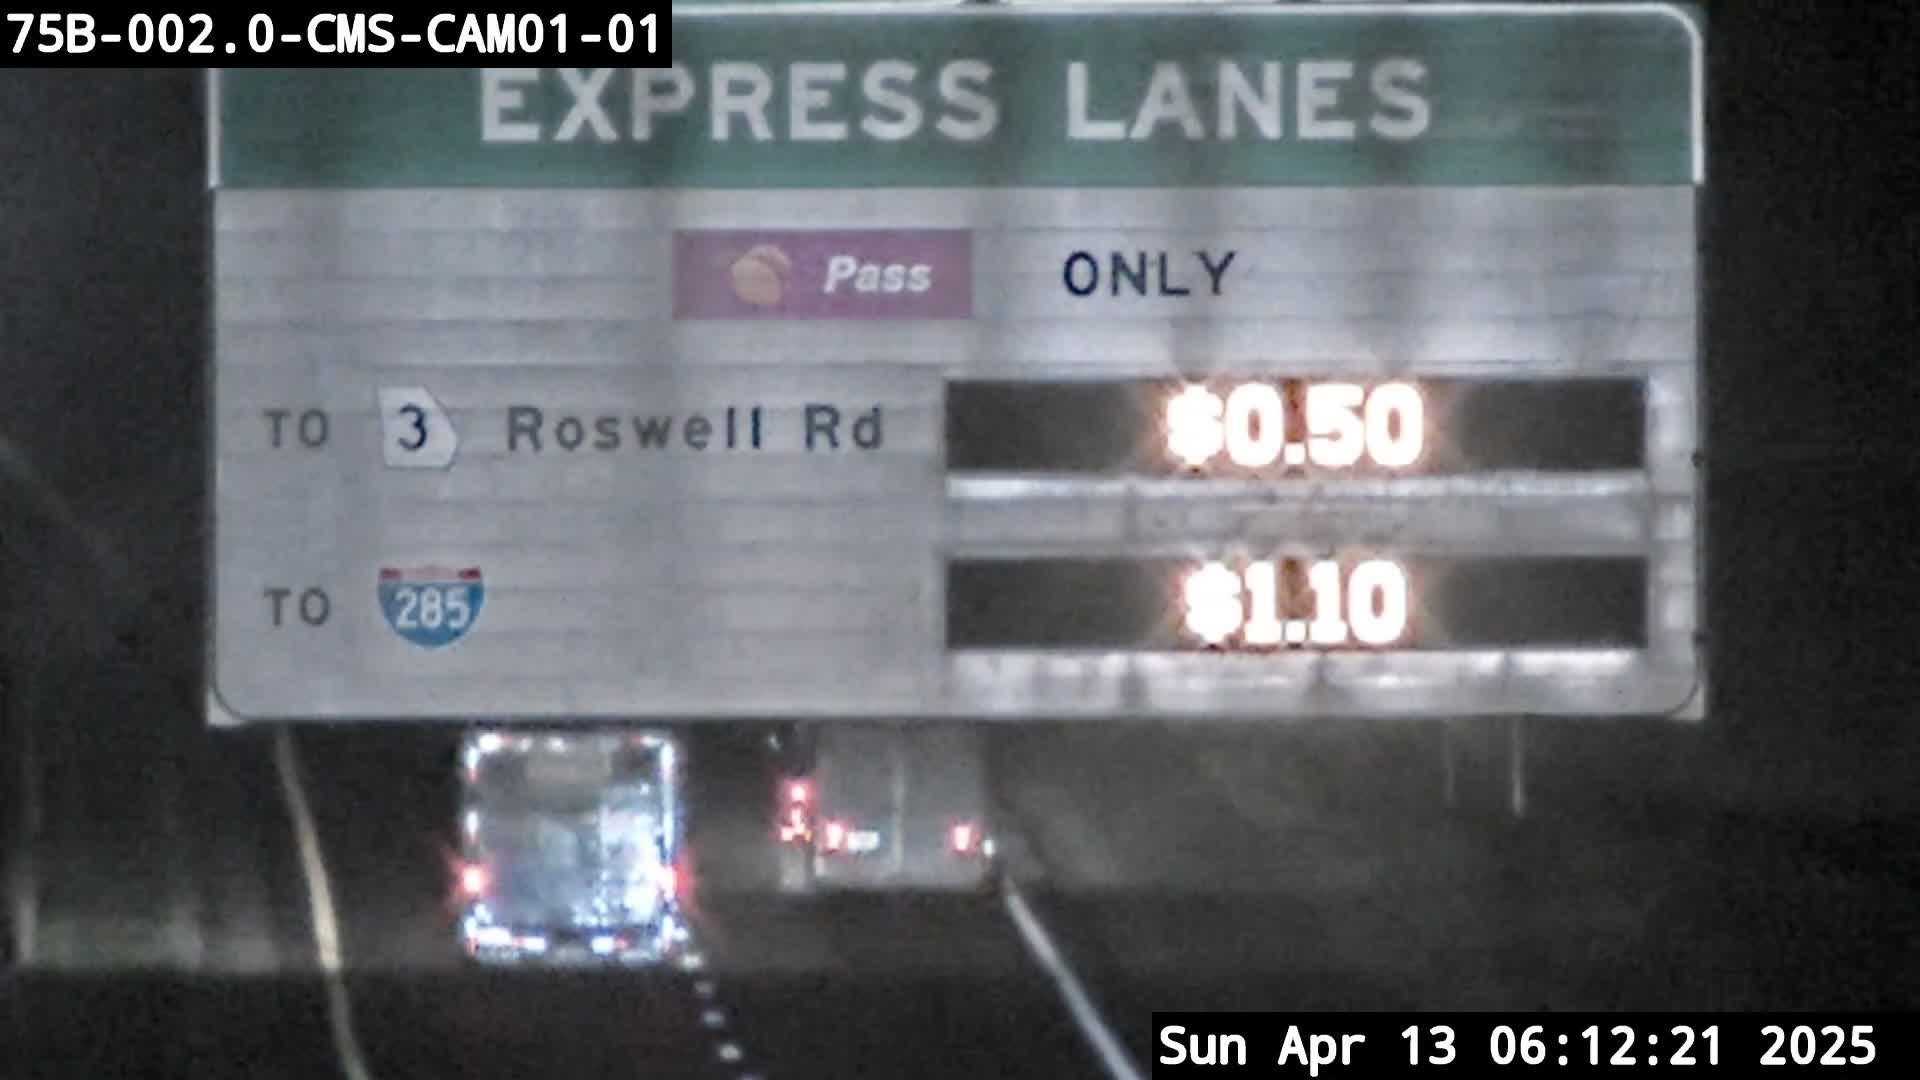 75B-002.0-CMS-CAM01-01
EXPRESS LANES
Pass ONLY
TO 3 Roswell Rd $0.50
TO 285 $1.10
Sun Apr 13 06:12:21 2025